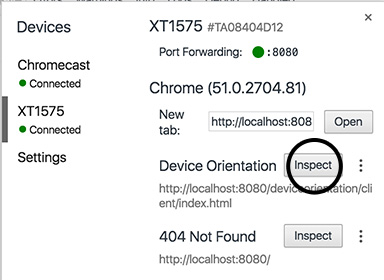 Devices
Chromecast
Connected
XT1575
Connected
Settings
XT1575 #TA08404D12
Port Forwarding: :8080
Chrome (51.0.2704.81)
New
tab: http://localhost:808 Open
Device Orientation Inspect
http://localhost:8080/deviceorientation/cli
ent/index.html
404 Not Found Inspect
http://localhost:8080/